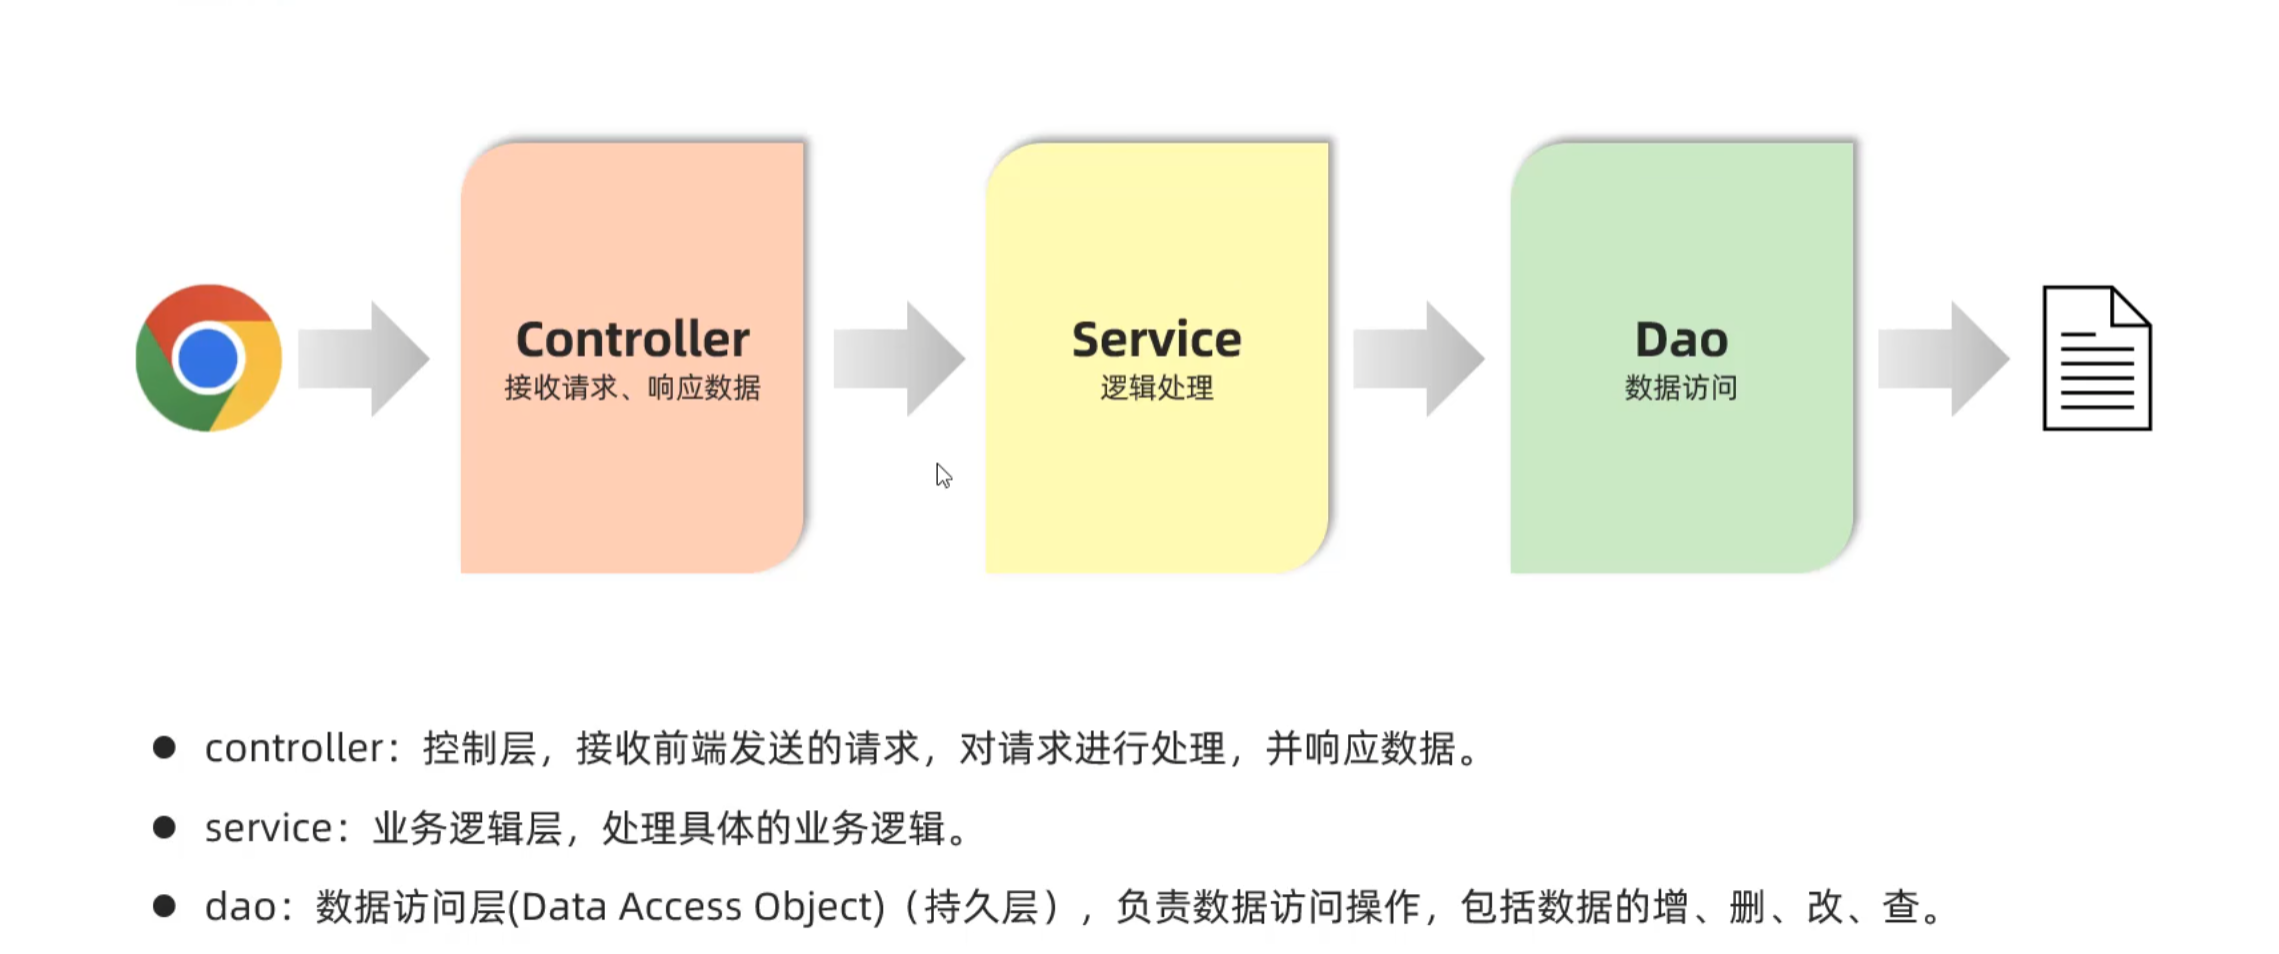 Controller
接收请求、响应数据
Service
逻辑处理
Dao
数据访问
controller：控制层，接收前端发送的请求，对请求进行处理，并响应数据。
service：业务逻辑层，处理具体的业务逻辑。
dao：数据访问层(Data Access Object)（持久层），负责数据访问操作，包括数据的增、删、改、查。